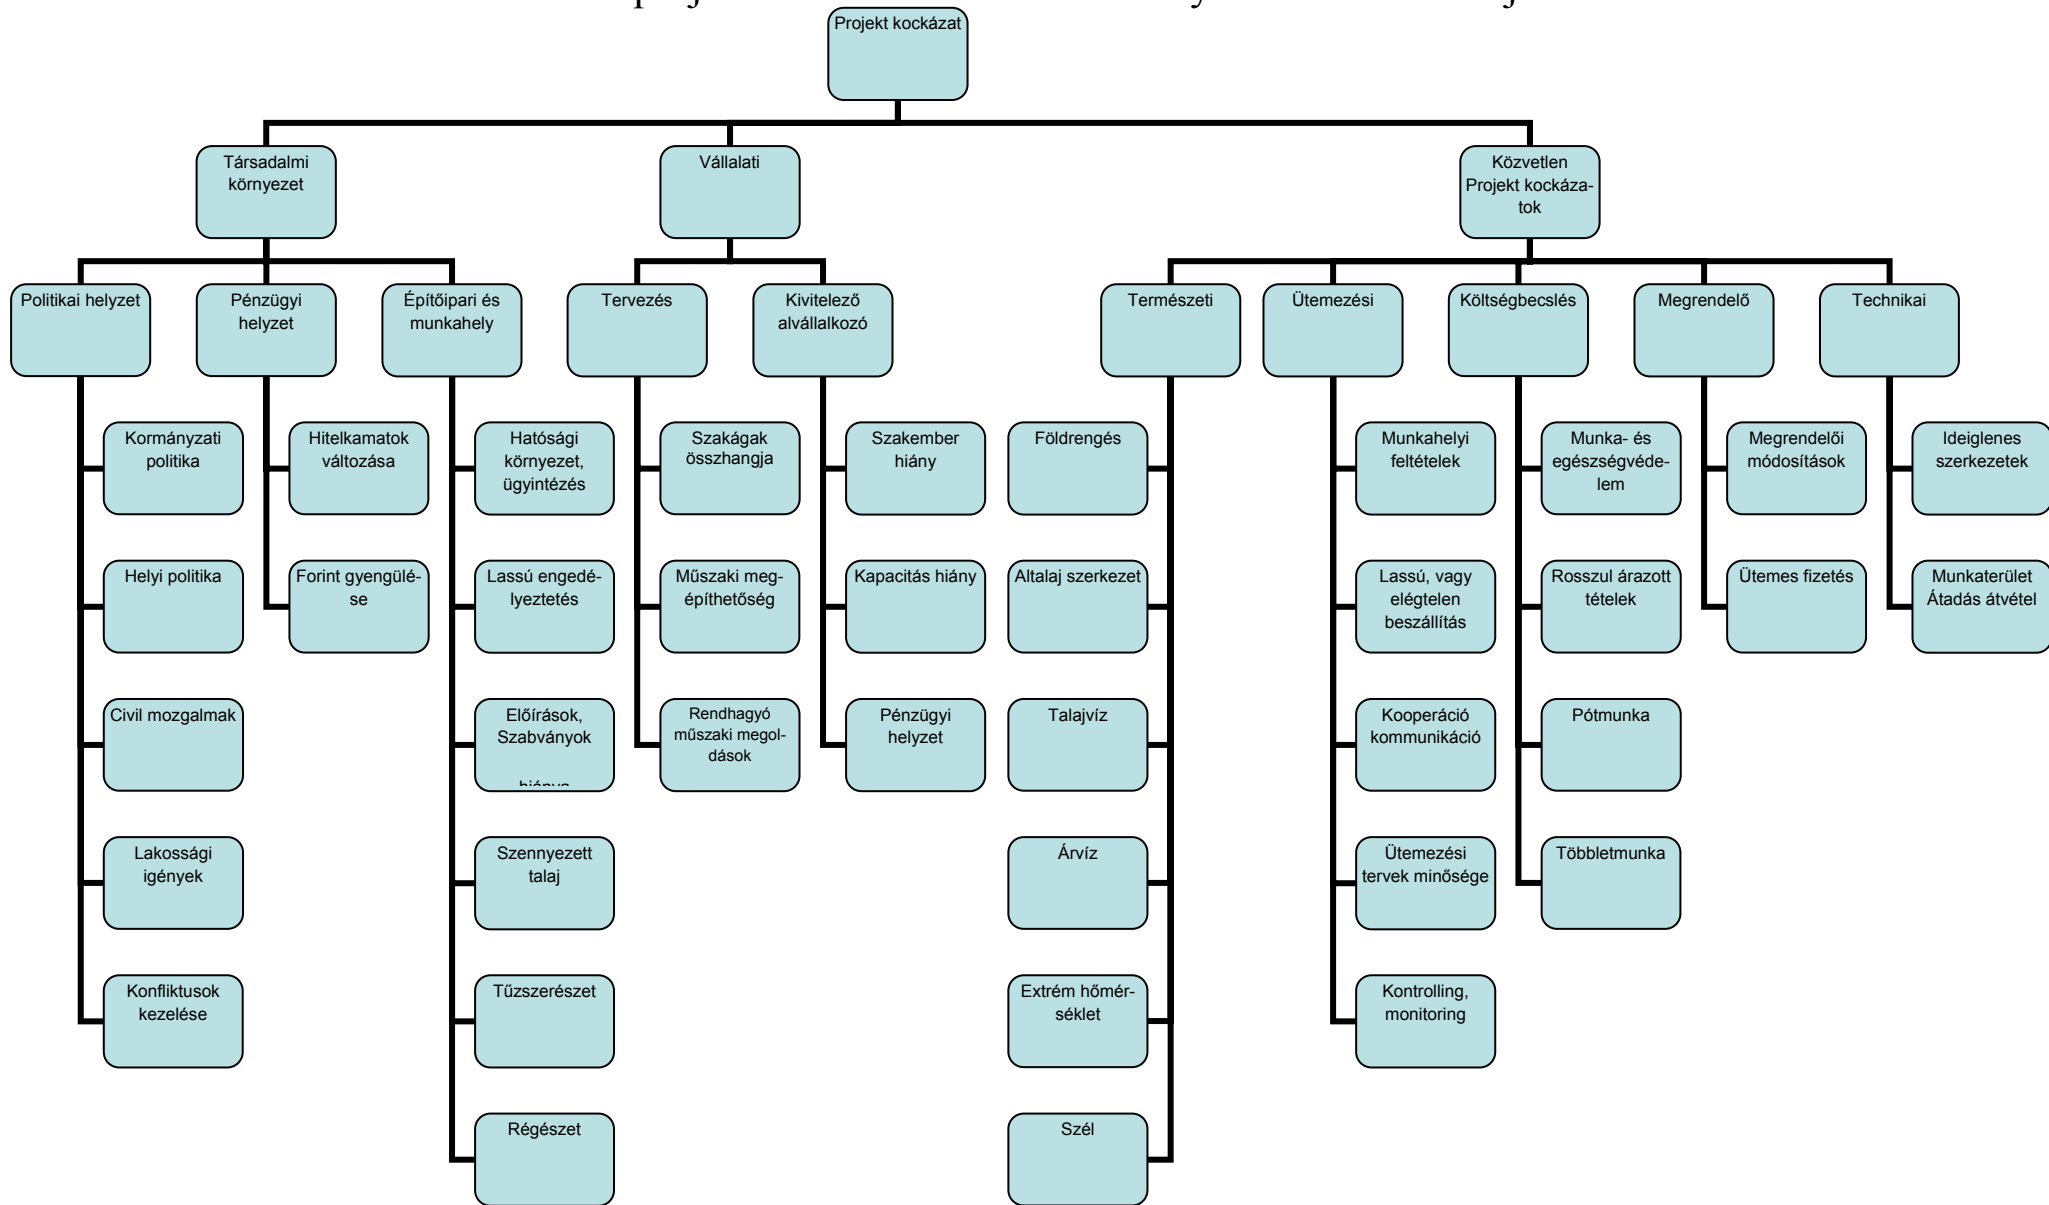 Projekt kockázat
Társadalmi
környezet
Vállalati
Közvetlen
Projekt kockáza-
tok
Politikai helyzet
Pénzügyi
helyzet
Építőipari és
munkahely
Tervezés
Kivitelező
alvállalkozó
Természeti
Ütemezési
Költségbecslés
Megrendelő
Technikai
Kormányzati
politika
Hitelkamatok
változása
Hatósági
környezet,
ügyintézés
Szakágak
összhangja
Szakember
hiány
Földrengés
Munkahelyi
feltételek
Munka- és
egészségvéde-
lem
Megrendelői
módosítások
Ideiglenes
szerkezetek
Helyi politika
Forint gyengülé-
se
Lassú engedé-
lyeztetés
Műszaki meg-
építhetőség
Kapacitás hiány
Altalaj szerkezet
Lassú, vagy
elégtelen
beszállítás
Rosszul árazott
tételek
Ütemes fizetés
Munkaterület
Átadás átvétel
Civil mozgalmak
Előírások,
Szabványok
Rendhagyó
műszaki megol-
dások
Pénzügyi
helyzet
Talajvíz
Kooperáció
kommunikáció
Pótmunka
Lakossági
igények
Szennyezett
talaj
Árvíz
Ütemezési
tervek minősége
Többletmunka
Konfliktusok
kezelése
Tűzszerészet
Extrém hőmér-
séklet
Kontrolling,
monitoring
Régészet
Szél